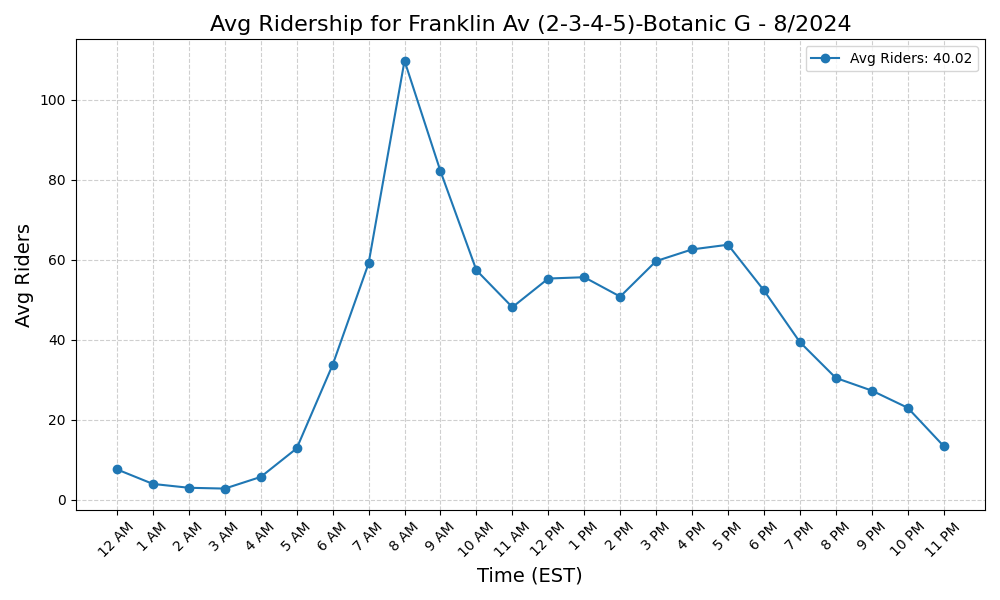 Avg Ridership for Franklin Av (2-3-4-5)-Botanic G - 8/2024
Avg Riders: 40.02
100
80
60
40
20
0
Avg Riders
12 AM
1 AM
2 AM
3 AM
4 AM
5 AM
6 AM
7 AM
8 AM
9 AM
10 AM
11 AM
12 PM
1 PM
2 PM
3 PM
4 PM
5 PM
6 PM
7 PM
8 PM
9 PM
10 PM
11 PM
Time (EST)